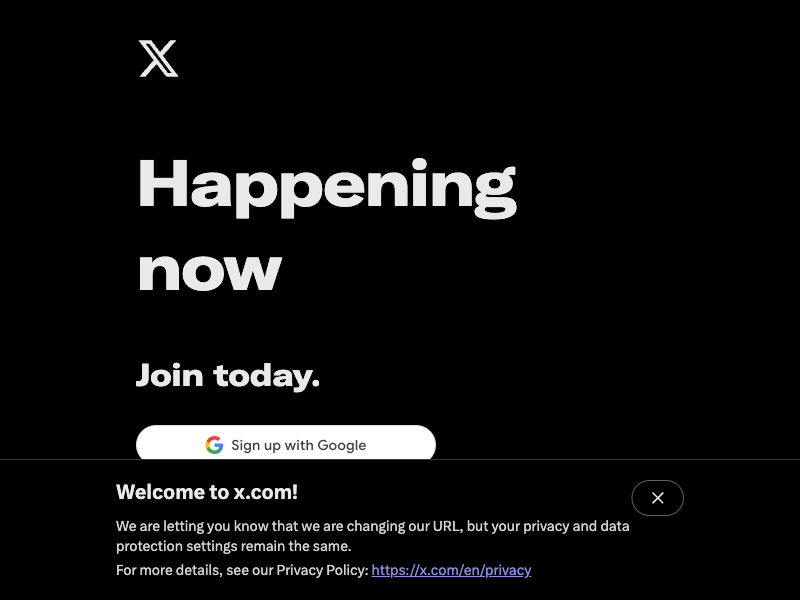 Happening
now
Join today.
Sign up with Google
Welcome to x.com!
We are letting you know that we are changing our URL, but your privacy and data
protection settings remain the same.
For more details, see our Privacy Policy: https://x.com/en/privacy